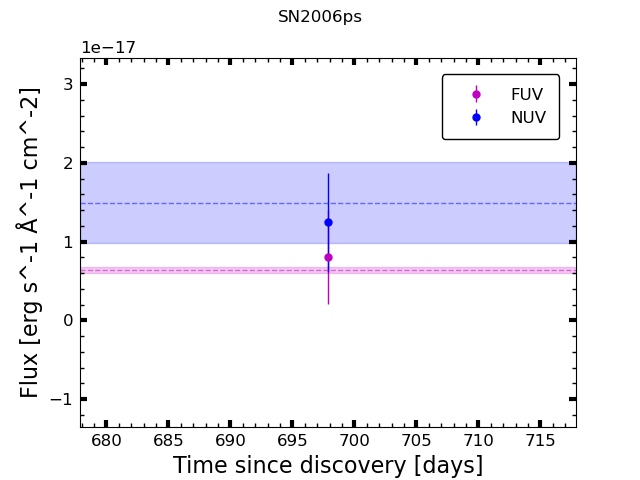 SN2006ps
1e−17
FUV
NUV
3
2
1
0
−1
Flux [erg s^-1 Å^-1 cm^-2]
680 685 690 695 700 705 710 715
Time since discovery [days]